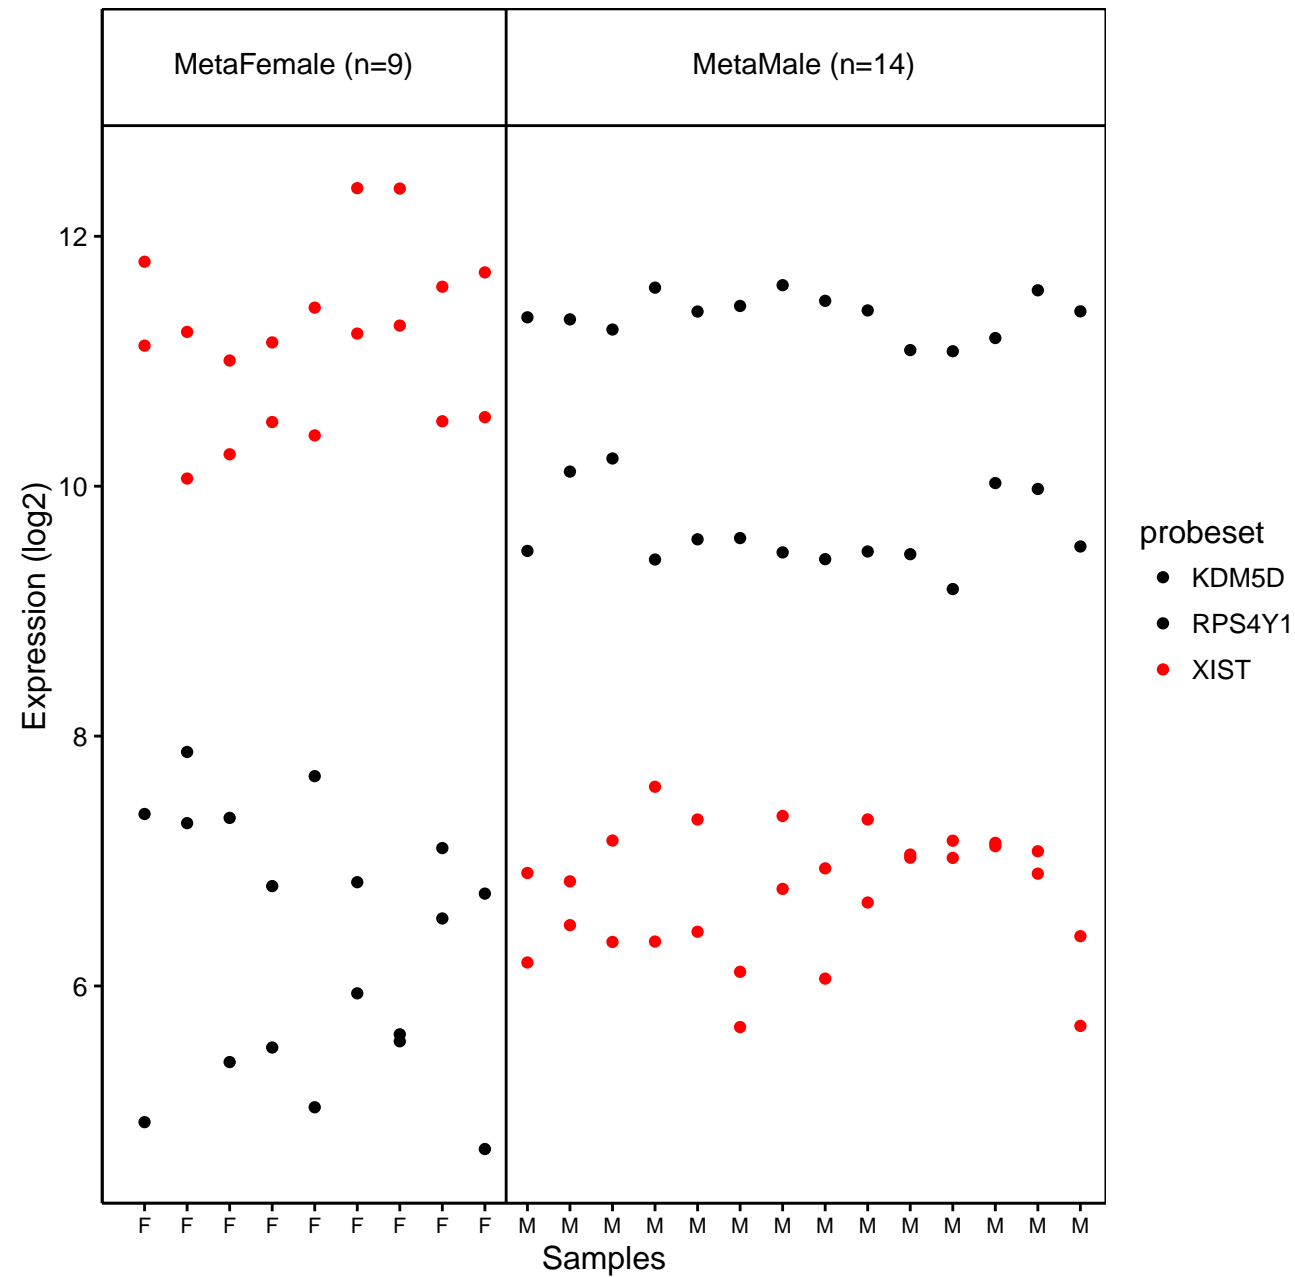 MetaFemale (n=9)
MetaMale (n=14)
12
10
8
6
Expression (log2)
F F F F F F F F F M M M M M M M M M M M M M M
Samples
probeset
KDM5D
RPS4Y1
XIST